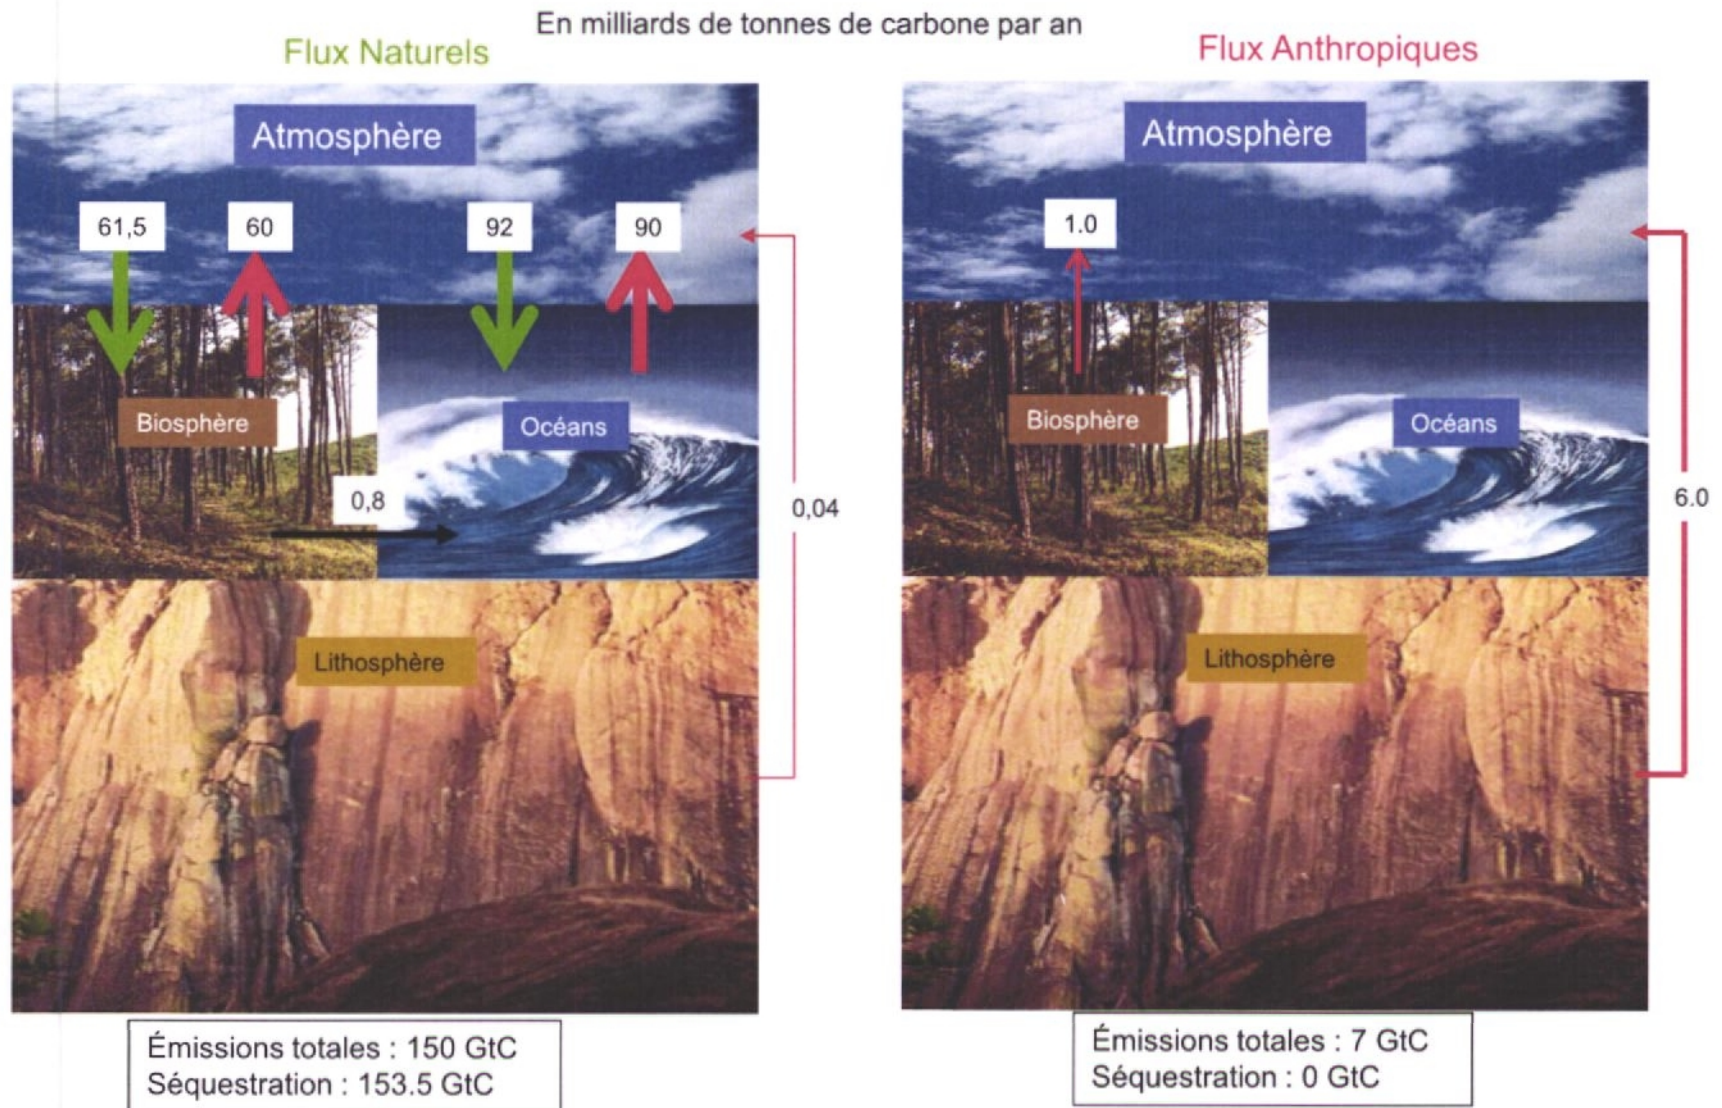 En milliards de tonnes de carbone par an
Flux Naturels
Flux Anthropiques
Atmosphère
61,5
60
92
90
Biosphère
Océans
0,8
0,04
Lithosphère
Émissions totales : 150 GtC
Séquestration : 153.5 GtC
Atmosphère
1.0
Biosphère
Océans
6.0
Lithosphère
Émissions totales : 7 GtC
Séquestration : 0 GtC